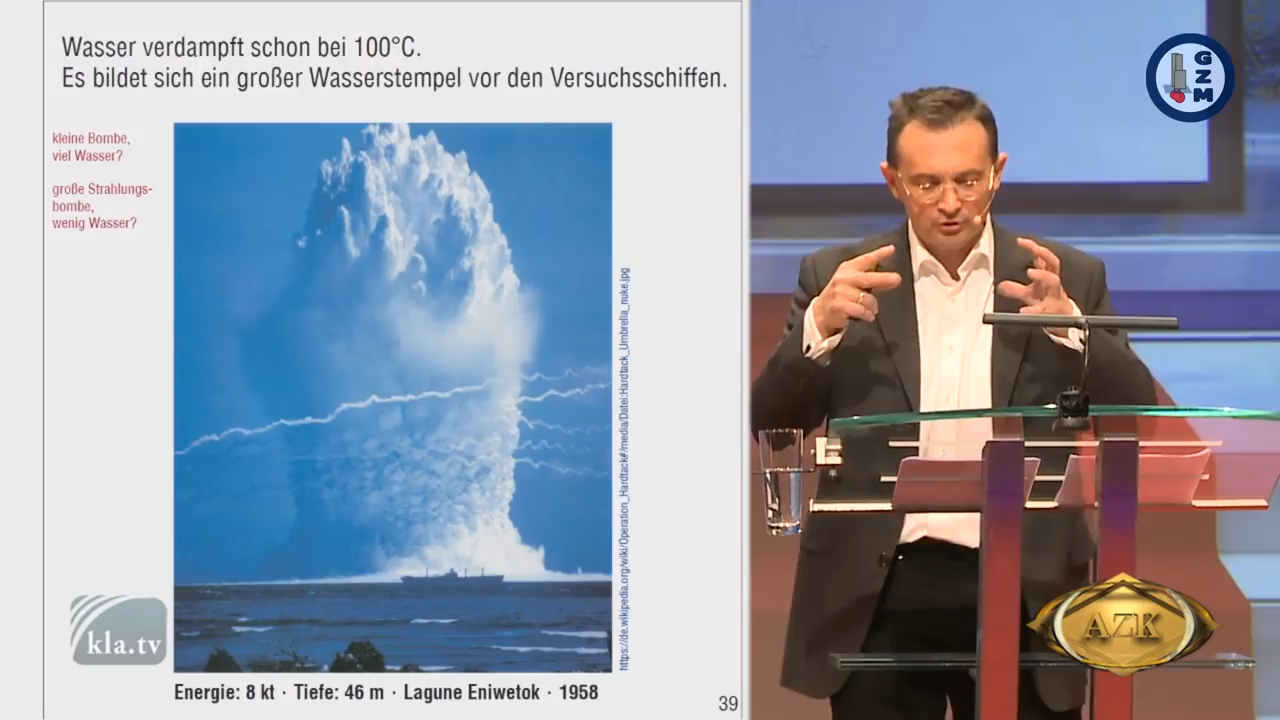 Wasser verdampft schon bei 100°C.
Es bildet sich ein großer Wasserstempel vor den Versuchsschiffen.
kleine Bombe,
viel Wasser?
große Strahlungs-
bombe,
wenig Wasser?
https://de.wikipedia.org/wiki/Operation_Hardtack#/media/Datei:Hardtack_Umbrella_nuke.jpg
kla.tv
Energie: 8 kt · Tiefe: 46 m · Lagune Eniwetok · 1958
39
GZM
AZK